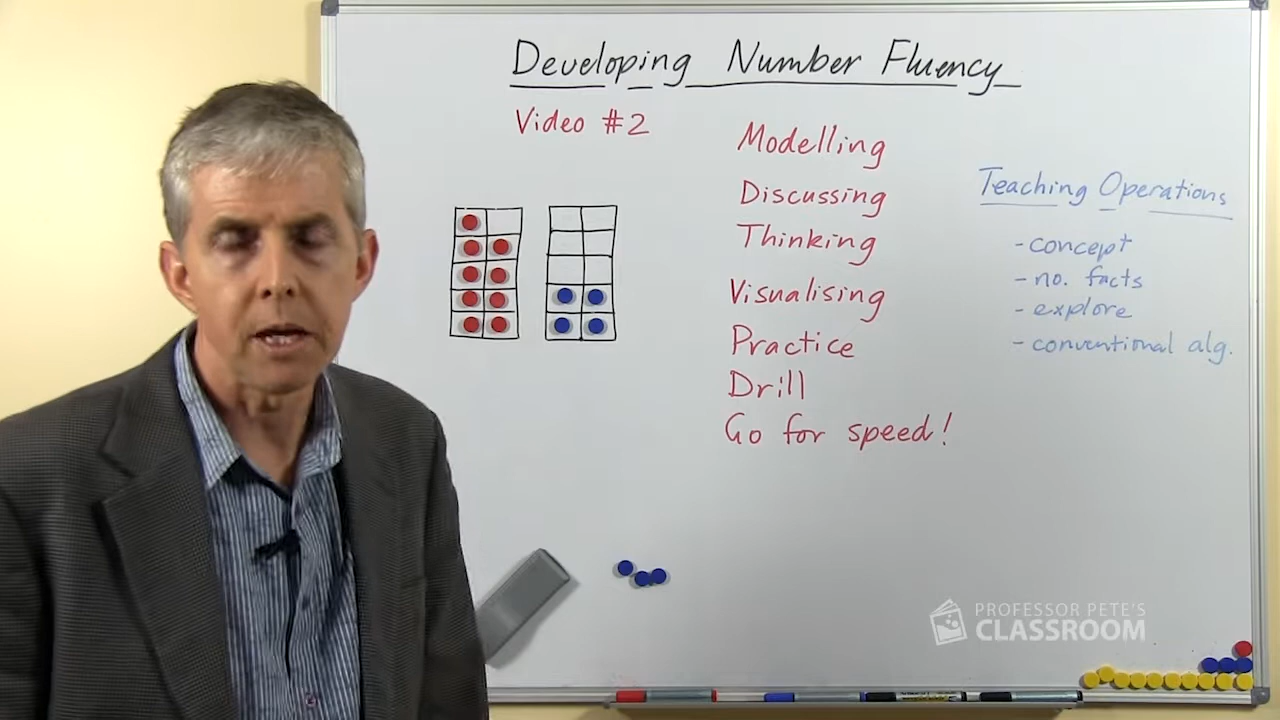 Developing Number Fluency
Video #2
Modelling
Discussing
Thinking
Visualising
Practice
Drill
Go for speed!
Teaching Operations
- concept
- no. facts
- explore
- conventional alg.
PROFESSOR PETE'S
CLASSROOM